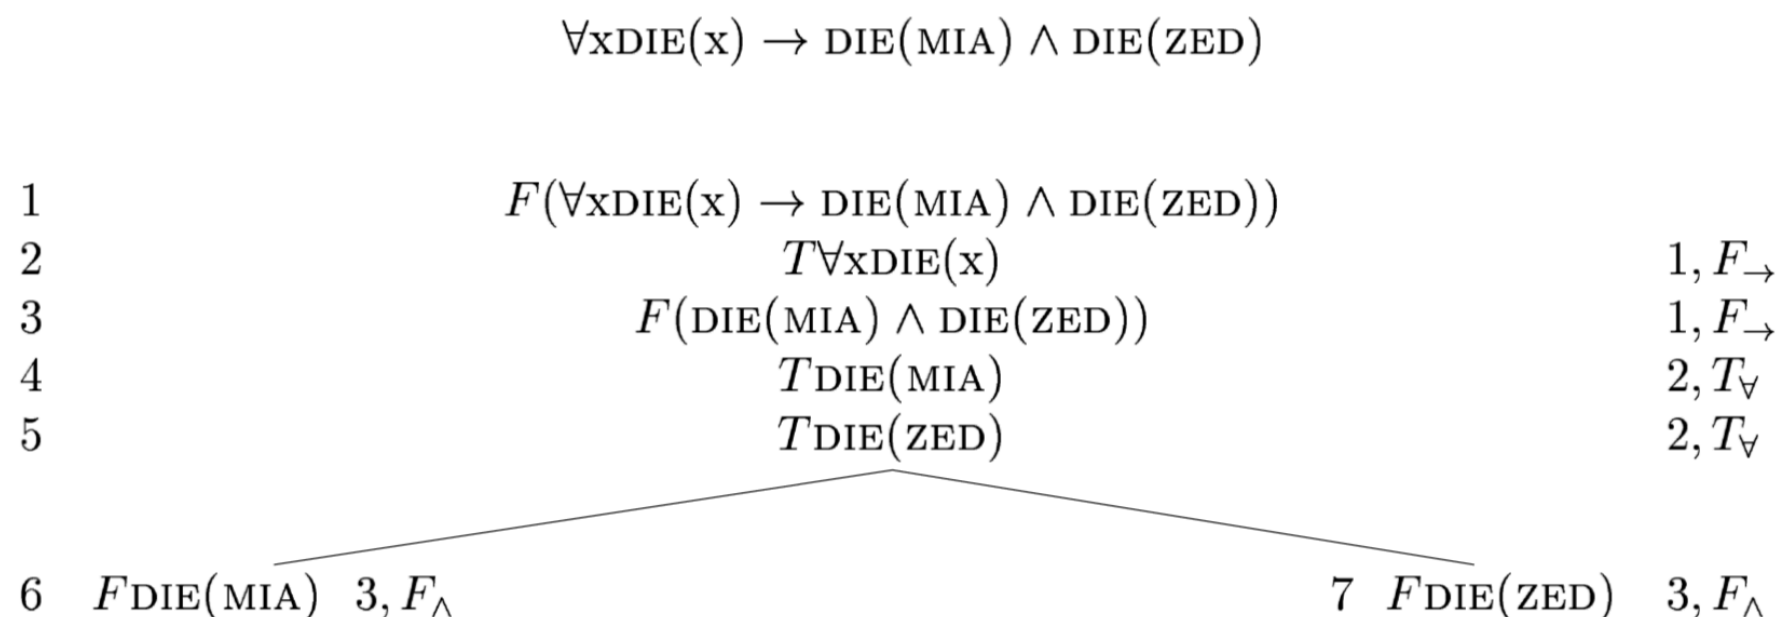 ∀xDIE(x) → DIE(MIA) ∧ DIE(ZED)
1 F(∀xDIE(x) → DIE(MIA) ∧ DIE(ZED))
2 T∀xDIE(x) 1, F→
3 F(DIE(MIA) ∧ DIE(ZED)) 1, F→
4 TDIE(MIA) 2, T∀
5 TDIE(ZED) 2, T∀
6 FDIE(MIA) 3, F∧ 7 FDIE(ZED) 3, F∧